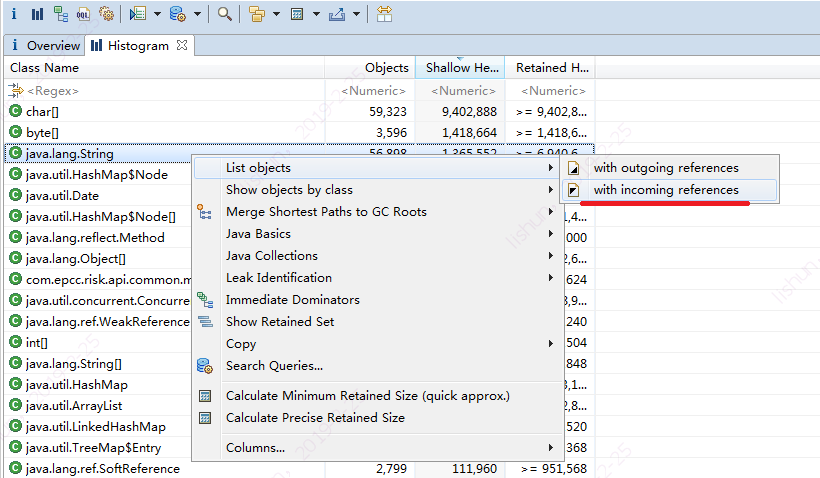 i OQL
i Overview Histogram
Class Name Objects Shallow He... Retained H...
<Regex> <Numeric> <Numeric> <Numeric>
char[] 59,323 9,402,888 >= 9,402,8...
byte[] 3,596 1,418,664 >= 1,418,6...
java.lang.String 56,898 1,365,552 >= 6,940,6...
List objects with outgoing references
java.util.HashMap$Node
java.util.Date Show objects by class with incoming references
java.util.HashMap$Node[] Merge Shortest Paths to GC Roots 1,4...
java.lang.reflect.Method Java Basics 000
java.lang.Object[] Java Collections 2,6...
com.epcc.risk.api.common.m Leak Identification 624
java.util.concurrent.Concurre Immediate Dominators 3,9...
java.lang.ref.WeakReference Show Retained Set 240
int[] Copy 504
java.lang.String[] Search Queries... 848
java.util.HashMap Calculate Minimum Retained Size (quick approx.) 3,1...
java.util.ArrayList Calculate Precise Retained Size 2,8...
java.util.LinkedHashMap 520
java.util.TreeMap$Entry Columns... 368
java.lang.ref.SoftReference 2,799 111,960 >= 951,568